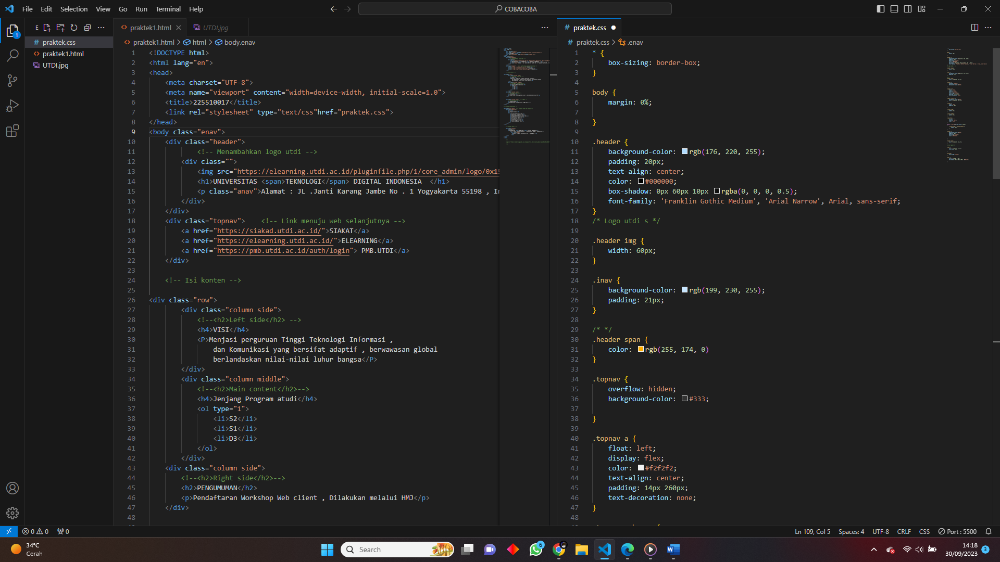 File Edit Selection View Go Run Terminal Help
COBACOBA
E
praktek.css
praktek1.html
UTDI.jpg
1
praktek1.html UTDI.jpg
praktek1.html > html > body.enav
1 <!DOCTYPE html>
2 <html lang="en">
3 <head>
4 <meta charset="UTF-8">
5 <meta name="viewport" content="width=device-width, initial-scale=1.0">
6 <title>225510017</title>
7 <link rel="stylesheet" type="text/css"href="praktek.css">
8 </head>
9 <body class="enav">
10 <div class="header">
11 <!-- Menambahkan logo utdi -->
12 <div class="">
13 <img src="https://elearning.utdi.ac.id/pluginfile.php/1/core_admin/logo/0x15
14 <h1>UNIVERSITAS <span>TEKNOLOGI</span> DIGITAL INDONESIA </h1>
15 <p class="anav">Alamat : JL .Janti Karang Jambe No . 1 Yogyakarta 55198 , In
16 </div>
17 </div>
18 <div class="topnav"> <!-- Link menuju web selanjutnya -->
19 <a href="https://siakad.utdi.ac.id/">SIAKAT</a>
20 <a href="https://elearning.utdi.ac.id/">ELEARNING</a>
21 <a href="https://pmb.utdi.ac.id/auth/login"> PMB.UTDI</a>
22 </div>
23
24 <!-- Isi konten -->
25
26 <div class="row">
27 <div class="column side">
28 <!--<h2>Left side</h2> -->
29 <h4>VISI</h4>
30 <P>Menjasi perguruan Tinggi Teknologi Informasi ,
31 dan Komunikasi yang bersifat adaptif , berwawasan global
32 berlandaskan nilai-nilai luhur bangsa</P>
33 </div>
34 <div class="column middle">
35 <!--<h2>Main content</h2>-->
36 <h4>Jenjang Program atudi</h4>
37 <ol type="1">
38 <li>S2</li>
39 <li>S1</li>
40 <li>D3</li>
41 </ol>
42 </div>
43 <div class="column side">
44 <!--<h2>Right side</h2>-->
45 <h2>PENGUMUMAN</h2>
46 <p>Pendaftaran Workshop Web client , Dilakukan melalui HMJ</p>
47 </div>
48
praktek.css
praktek.css > .enav
1 * {
2 box-sizing: border-box;
3 }
4
5 body {
6 margin: 0%;
7
8 }
9
10 .header {
11 background-color: rgb(176, 220, 255);
12 padding: 20px;
13 text-align: center;
14 color: #000000;
15 box-shadow: 0px 60px 10px rgba(0, 0, 0, 0.5);
16 font-family: 'Franklin Gothic Medium', 'Arial Narrow', Arial, sans-serif;
17 }
18 /* Logo utdi s */
19
20 .header img {
21 width: 60px;
22 }
23
24 .inav {
25 background-color: rgb(199, 230, 255);
26 padding: 21px;
27 }
28
29 /* */
30 .header span {
31 color: rgb(255, 174, 0)
32 }
33
34 .topnav {
35 overflow: hidden;
36 background-color: #333;
37
38 }
39
40 .topnav a {
41 float: left;
42 display: flex;
43 color: #f2f2f2;
44 text-align: center;
45 padding: 14px 260px;
46 text-decoration: none;
47 }
48
0 0 0
Ln 109, Col 5 Spaces: 4 UTF-8 CRLF CSS Port : 5500
34°C
Cerah
Search
6
14:18
30/09/2023
3